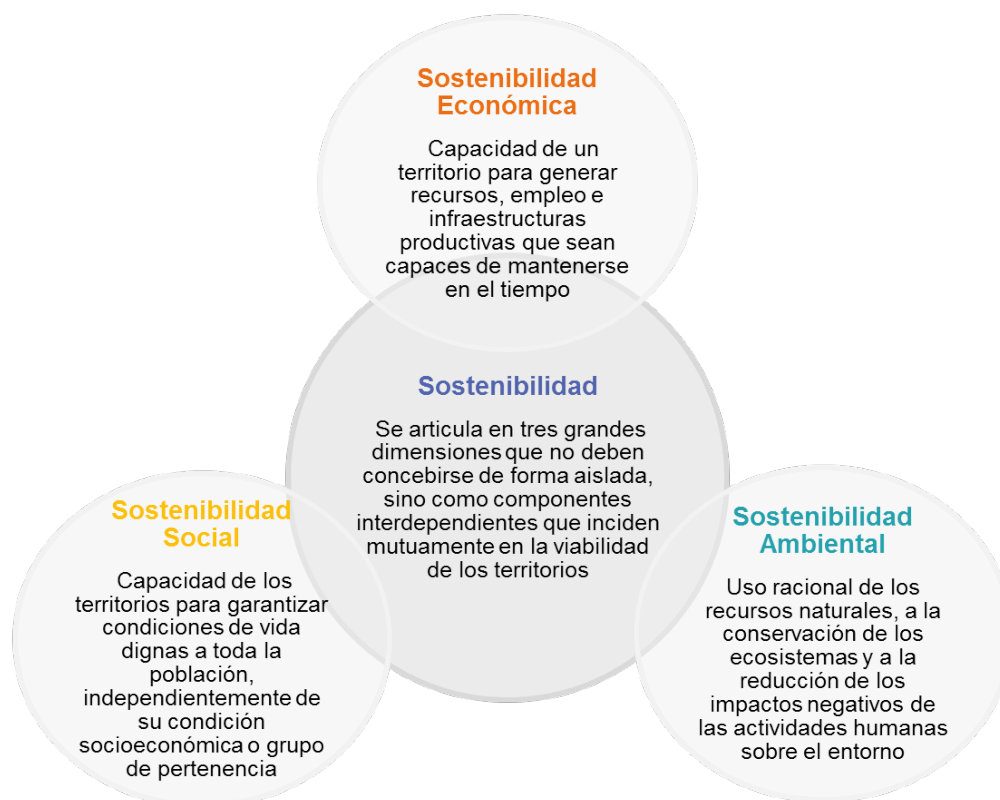 Sostenibilidad
Económica
Capacidad de un
territorio para generar
recursos, empleo e
infraestructuras
productivas que sean
capaces de mantenerse
en el tiempo
Sostenibilidad
Se articula en tres grandes
dimensiones que no deben
concebirse de forma aislada,
sino como componentes
interdependientes que inciden
mutuamente en la viabilidad
de los territorios
Sostenibilidad
Social
Capacidad de los
territorios para garantizar
condiciones de vida
dignas a toda la
población,
independientemente de
su condición
socioeconómica o grupo
de pertenencia
Sostenibilidad
Ambiental
Uso racional de los
recursos naturales, a la
conservación de los
ecosistemas y a la
reducción de los
impactos negativos de
las actividades humanas
sobre el entorno